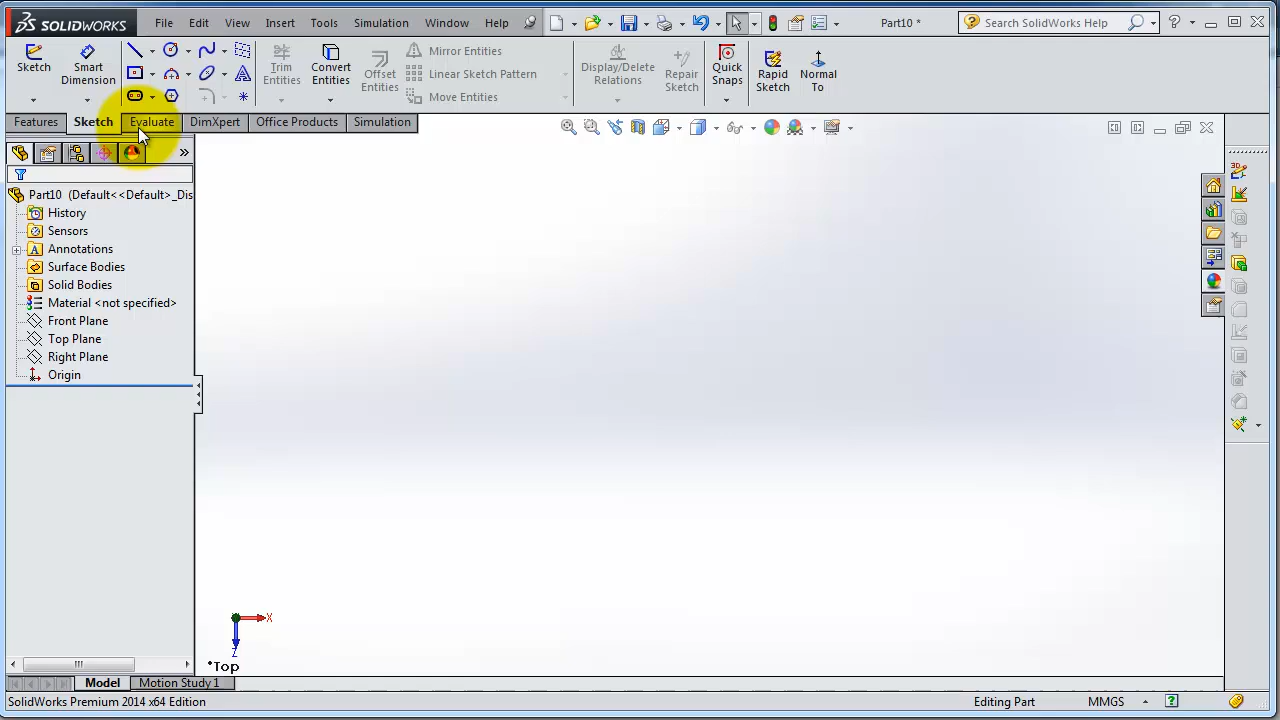 SOLIDWORKS File Edit View Insert Tools Simulation Window Help Part10 * Search SolidWorks Help
Sketch Smart Dimension Trim Entities Convert Entities Offset Entities Mirror Entities Linear Sketch Pattern Move Entities Display/Delete Relations Repair Sketch Quick Snaps Rapid Sketch Normal To
Features Sketch Evaluate DimXpert Office Products Simulation
Part10 (Default<<Default>_Dis
History
Sensors
Annotations
Surface Bodies
Solid Bodies
Material <not specified>
Front Plane
Top Plane
Right Plane
Origin
X
Z
*Top
Model Motion Study 1
SolidWorks Premium 2014 x64 Edition Editing Part MMGS